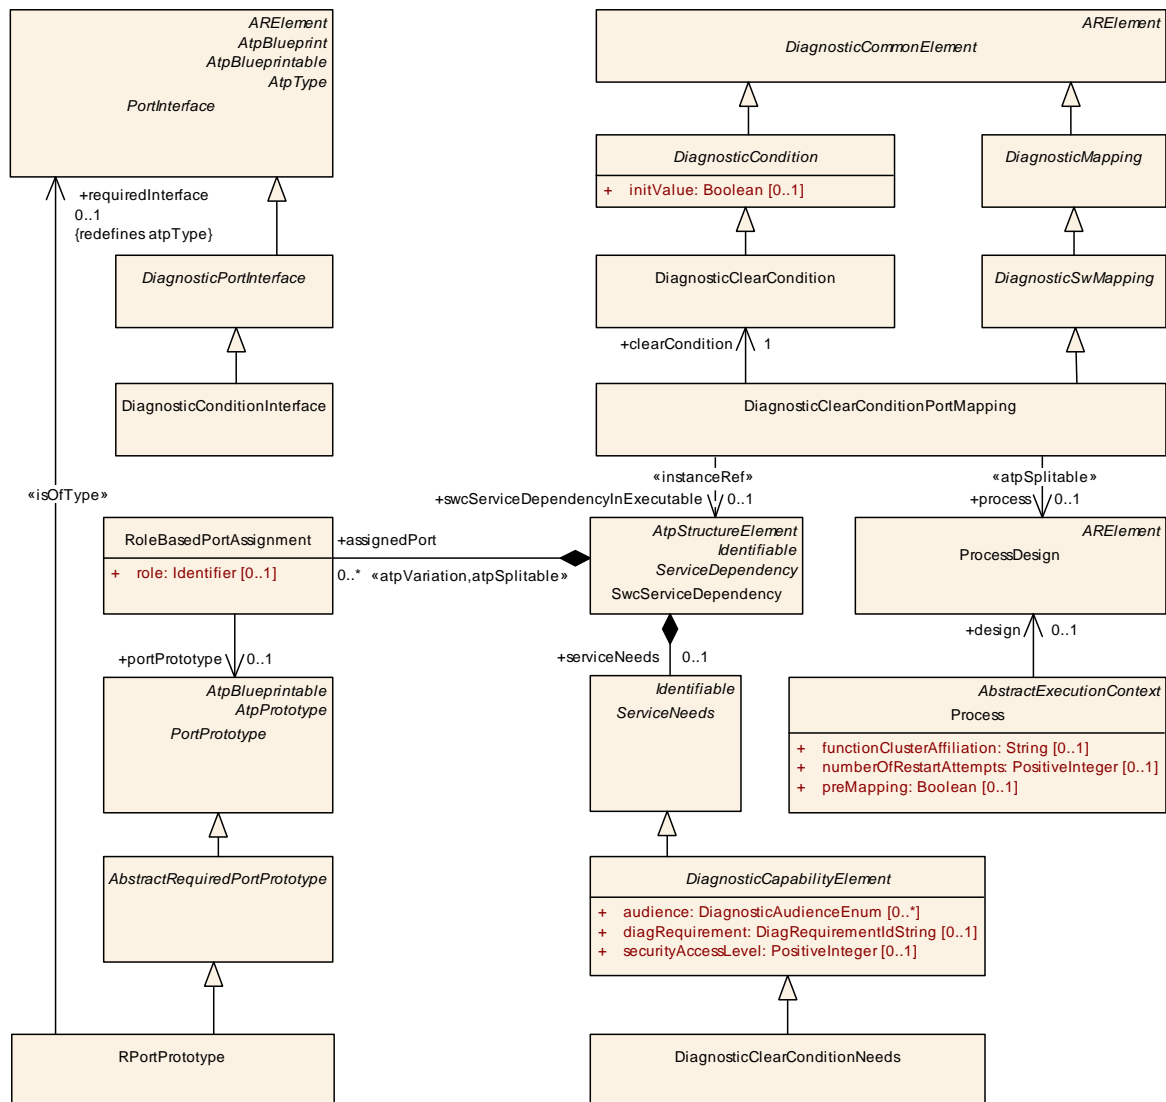 ARElement
AtpBlueprint
AtpBlueprintable
AtpType
PortInterface
ARElement
DiagnosticCommonElement
DiagnosticCondition
+ initValue: Boolean [0..1]
DiagnosticMapping
+requiredInterface
0..1
{redefines atpType}
DiagnosticPortInterface
DiagnosticClearCondition
DiagnosticSwMapping
+clearCondition 1
DiagnosticConditionInterface
DiagnosticClearConditionPortMapping
«isOfType»
«instanceRef»
+swcServiceDependencyInExecutable 0..1
«atpSplitable»
+process 0..1
RoleBasedPortAssignment
+ role: Identifier [0..1]
+assignedPort
0..* «atpVariation,atpSplitable»
AtpStructureElement
Identifiable
ServiceDependency
SwcServiceDependency
ARElement
ProcessDesign
+portPrototype 0..1
+serviceNeeds 0..1
+design 0..1
AtpBlueprintable
AtpPrototype
PortPrototype
Identifiable
ServiceNeeds
AbstractExecutionContext
Process
+ functionClusterAffiliation: String [0..1]
+ numberOfRestartAttempts: PositiveInteger [0..1]
+ preMapping: Boolean [0..1]
AbstractRequiredPortPrototype
DiagnosticCapabilityElement
+ audience: DiagnosticAudienceEnum [0..*]
+ diagRequirement: DiagRequirementIdString [0..1]
+ securityAccessLevel: PositiveInteger [0..1]
RPortPrototype
DiagnosticClearConditionNeeds